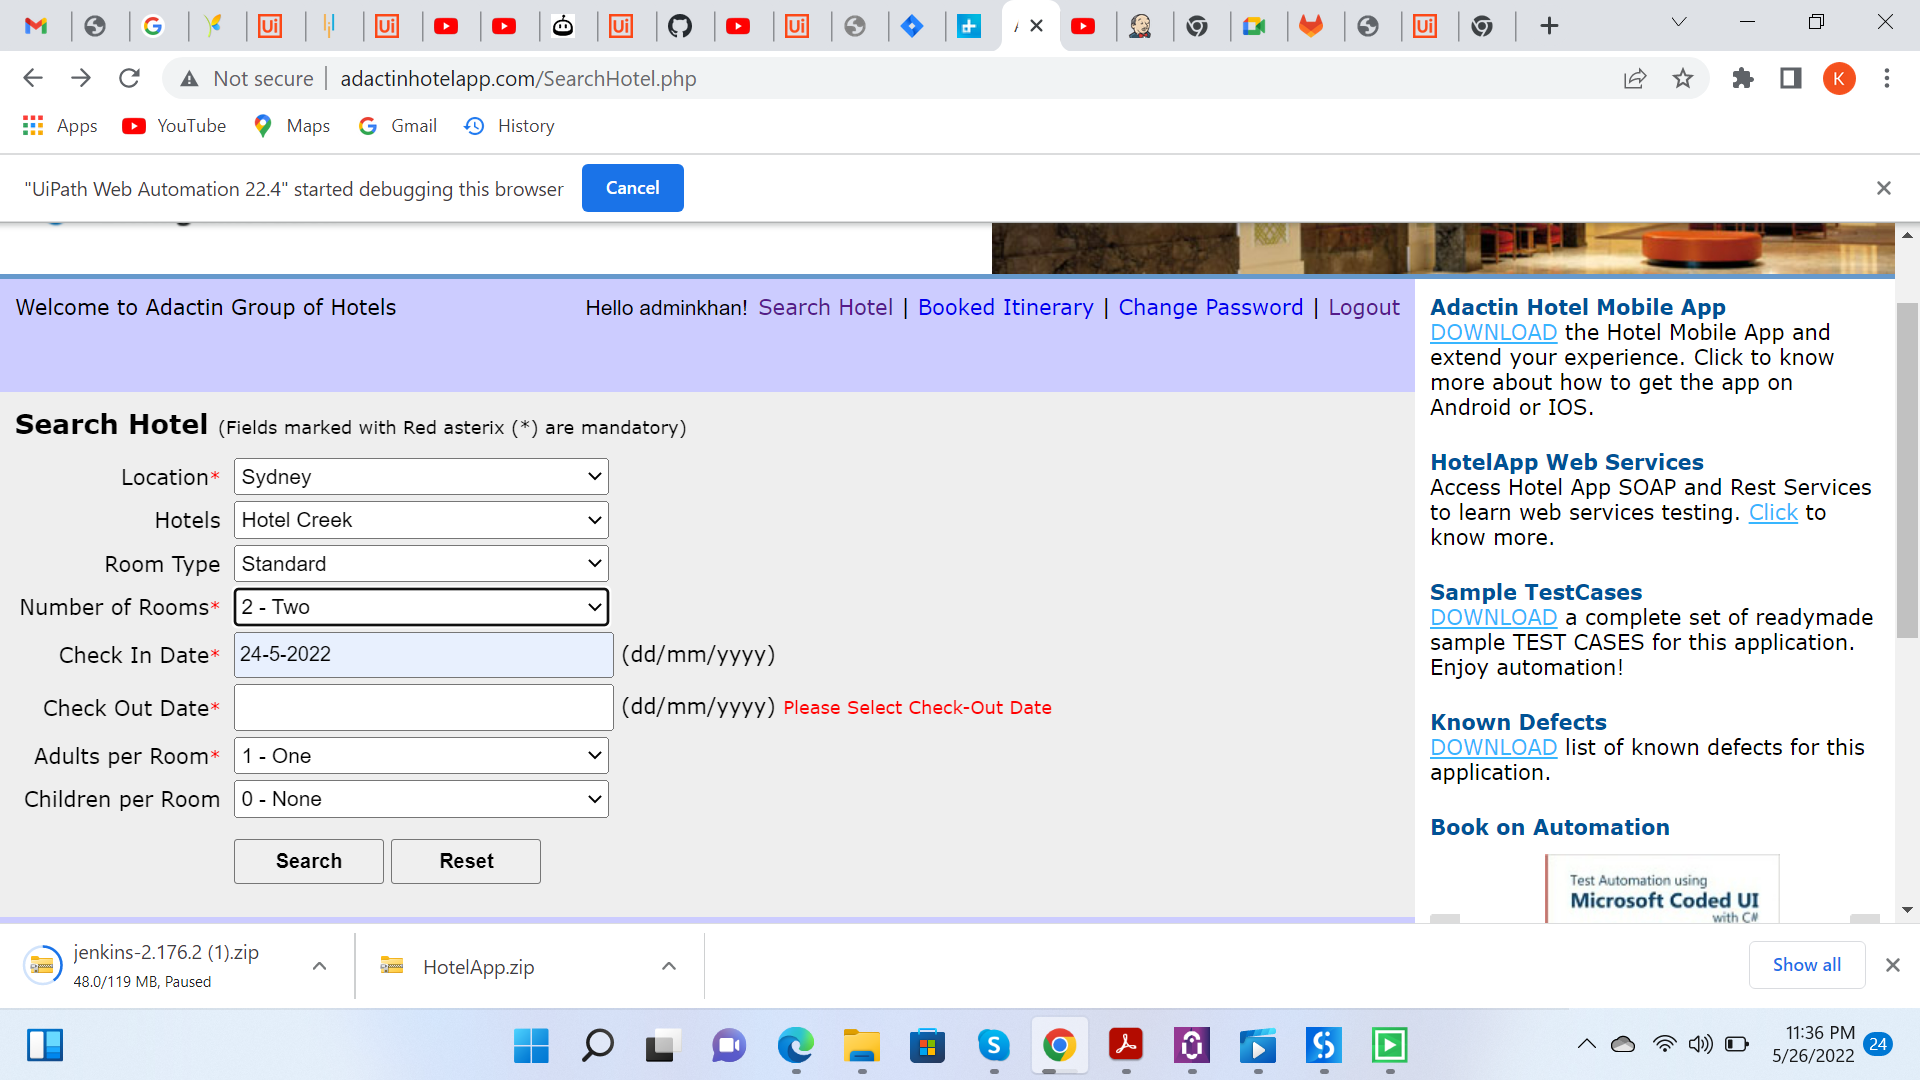 Not secure
adactinhotelapp.com/SearchHotel.php
K
Apps
YouTube
Maps
Gmail
History
"UiPath Web Automation 22.4" started debugging this browser
Cancel
Welcome to Adactin Group of Hotels
Hello adminkhan! Search Hotel | Booked Itinerary | Change Password | Logout
Search Hotel (Fields marked with Red asterix (*) are mandatory)
Location* Sydney
Hotels Hotel Creek
Room Type Standard
Number of Rooms* 2 - Two
Check In Date* 24-5-2022 (dd/mm/yyyy)
Check Out Date* (dd/mm/yyyy) Please Select Check-Out Date
Adults per Room* 1 - One
Children per Room 0 - None
Search Reset
Adactin Hotel Mobile App
DOWNLOAD the Hotel Mobile App and
extend your experience. Click to know
more about how to get the app on
Android or IOS.
HotelApp Web Services
Access Hotel App SOAP and Rest Services
to learn web services testing. Click to
know more.
Sample TestCases
DOWNLOAD a complete set of readymade
sample TEST CASES for this application.
Enjoy automation!
Known Defects
DOWNLOAD list of known defects for this
application.
Book on Automation
Test Automation using
Microsoft Coded UI
with C#
jenkins-2.176.2 (1).zip
48.0/119 MB, Paused
HotelApp.zip
Show all
11:36 PM
5/26/2022
24